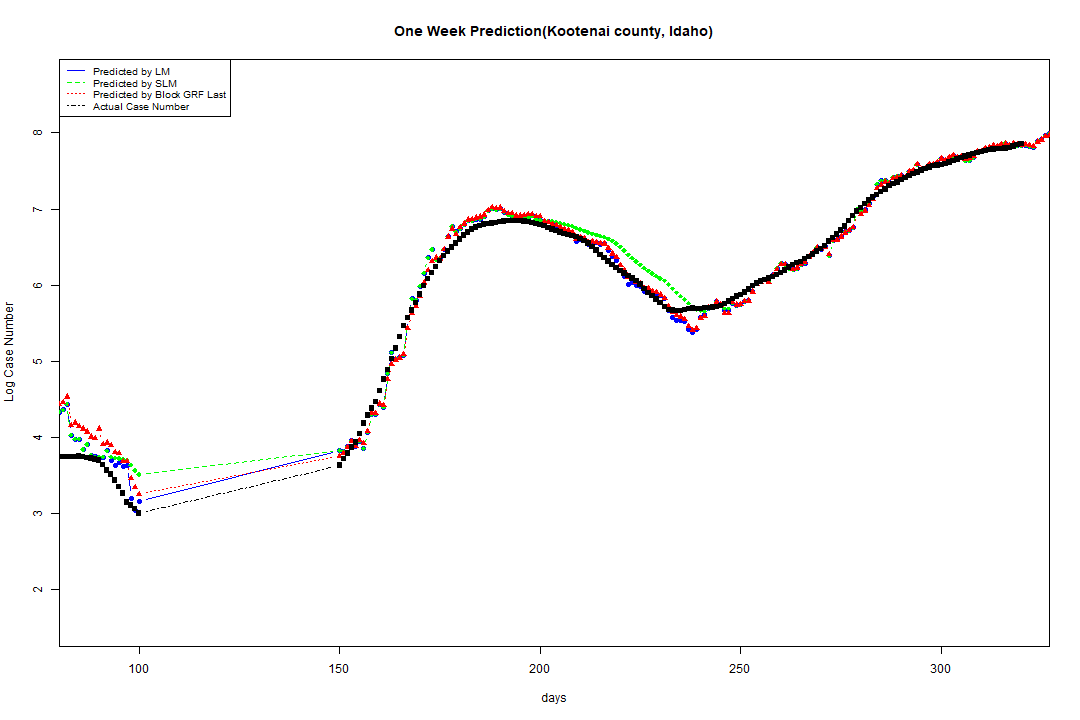 One Week Prediction(Kootenai county, Idaho)
Predicted by LM
Predicted by SLM
Predicted by Block GRF Last
Actual Case Number
8
7
6
5
4
3
2
Log Case Number
100 150 200 250 300
days